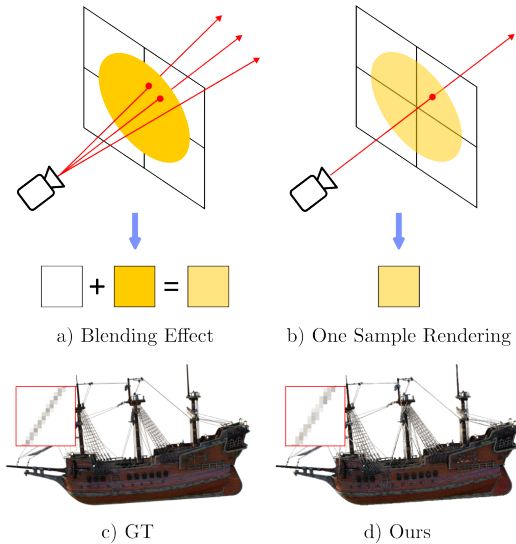 + =
a) Blending Effect
b) One Sample Rendering
c) GT
d) Ours